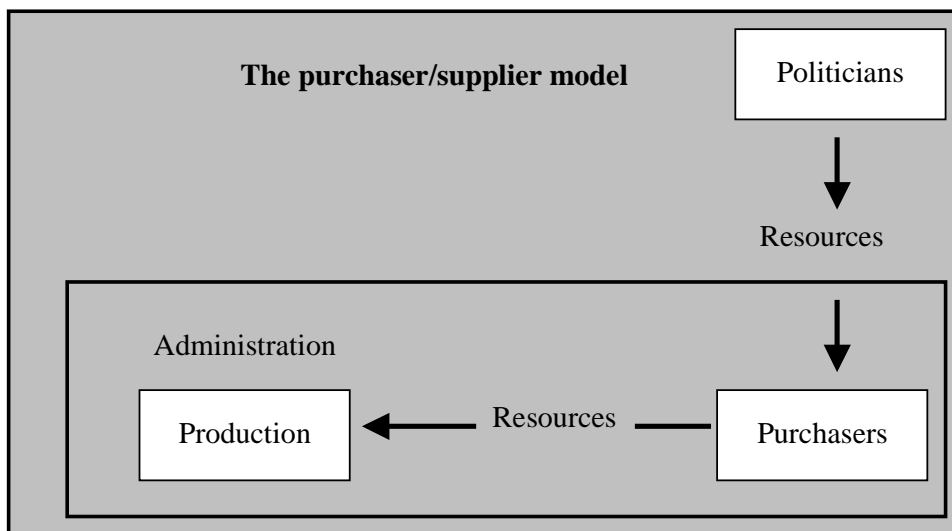 The purchaser/supplier model
Politicians
Resources
Administration
Production
Resources
Purchasers